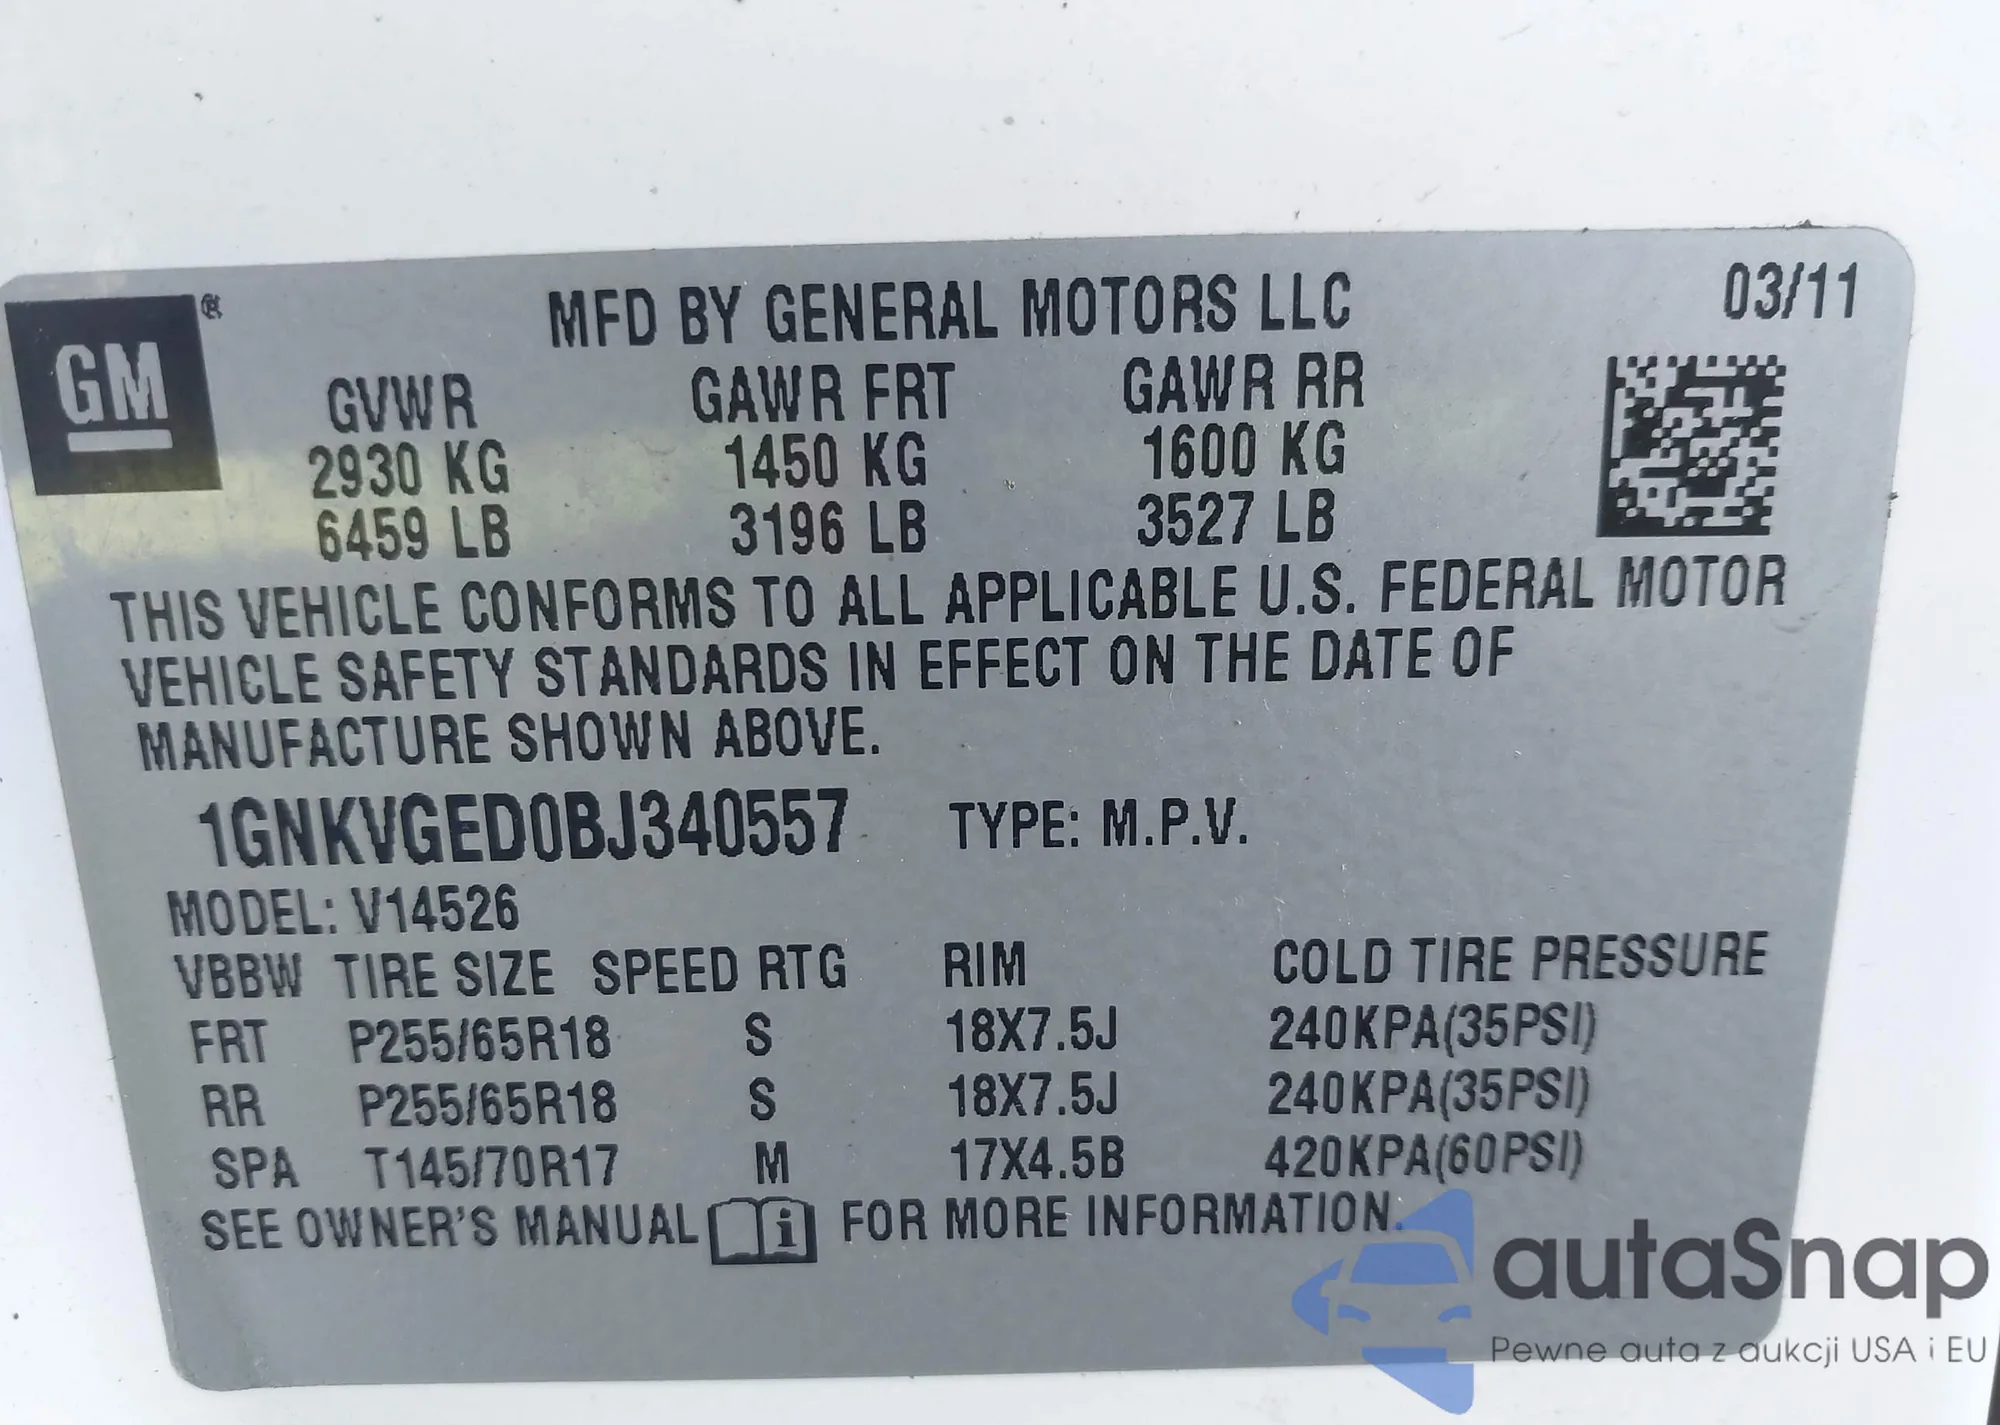 GM ®
MFD BY GENERAL MOTORS LLC 03/11
GVWR GAWR FRT GAWR RR
2930 KG 1450 KG 1600 KG
6459 LB 3196 LB 3527 LB
THIS VEHICLE CONFORMS TO ALL APPLICABLE U.S. FEDERAL MOTOR
VEHICLE SAFETY STANDARDS IN EFFECT ON THE DATE OF
MANUFACTURE SHOWN ABOVE.
1GNKVGED0BJ340557 TYPE: M.P.V.
MODEL: V14526
VBBW TIRE SIZE SPEED RTG RIM COLD TIRE PRESSURE
FRT P255/65R18 S 18X7.5J 240KPA(35PSI)
RR P255/65R18 S 18X7.5J 240KPA(35PSI)
SPA T145/70R17 M 17X4.5B 420KPA(60PSI)
SEE OWNER'S MANUAL i FOR MORE INFORMATION.
autaSnap
Pewne auta z aukcji USA i EU